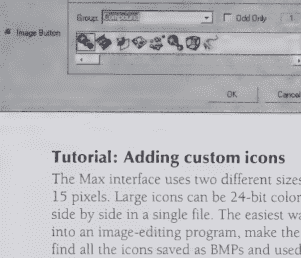 Group:
Odd Only
1
Image Button
OK
Cancel
Tutorial: Adding custom icons
The Max interface uses two different sizes
15 pixels. Large icons can be 24-bit color
side by side in a single file. The easiest wa
into an image-editing program, make the
find all the icons saved as BMPs and used